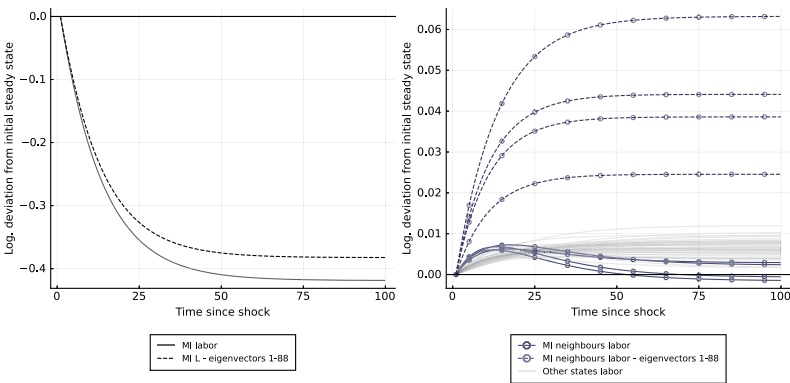 0.0
−0.1
−0.2
−0.3
−0.4
0
25
50
75
100
Log. deviation from initial steady state
Time since shock
MI labor
MI L - eigenvectors 1-88
0.06
0.05
0.04
0.03
0.02
0.01
0.00
0
25
50
75
100
Log. deviation from initial steady state
Time since shock
MI neighbours labor
MI neighbours labor - eigenvectors 1-88
Other states labor